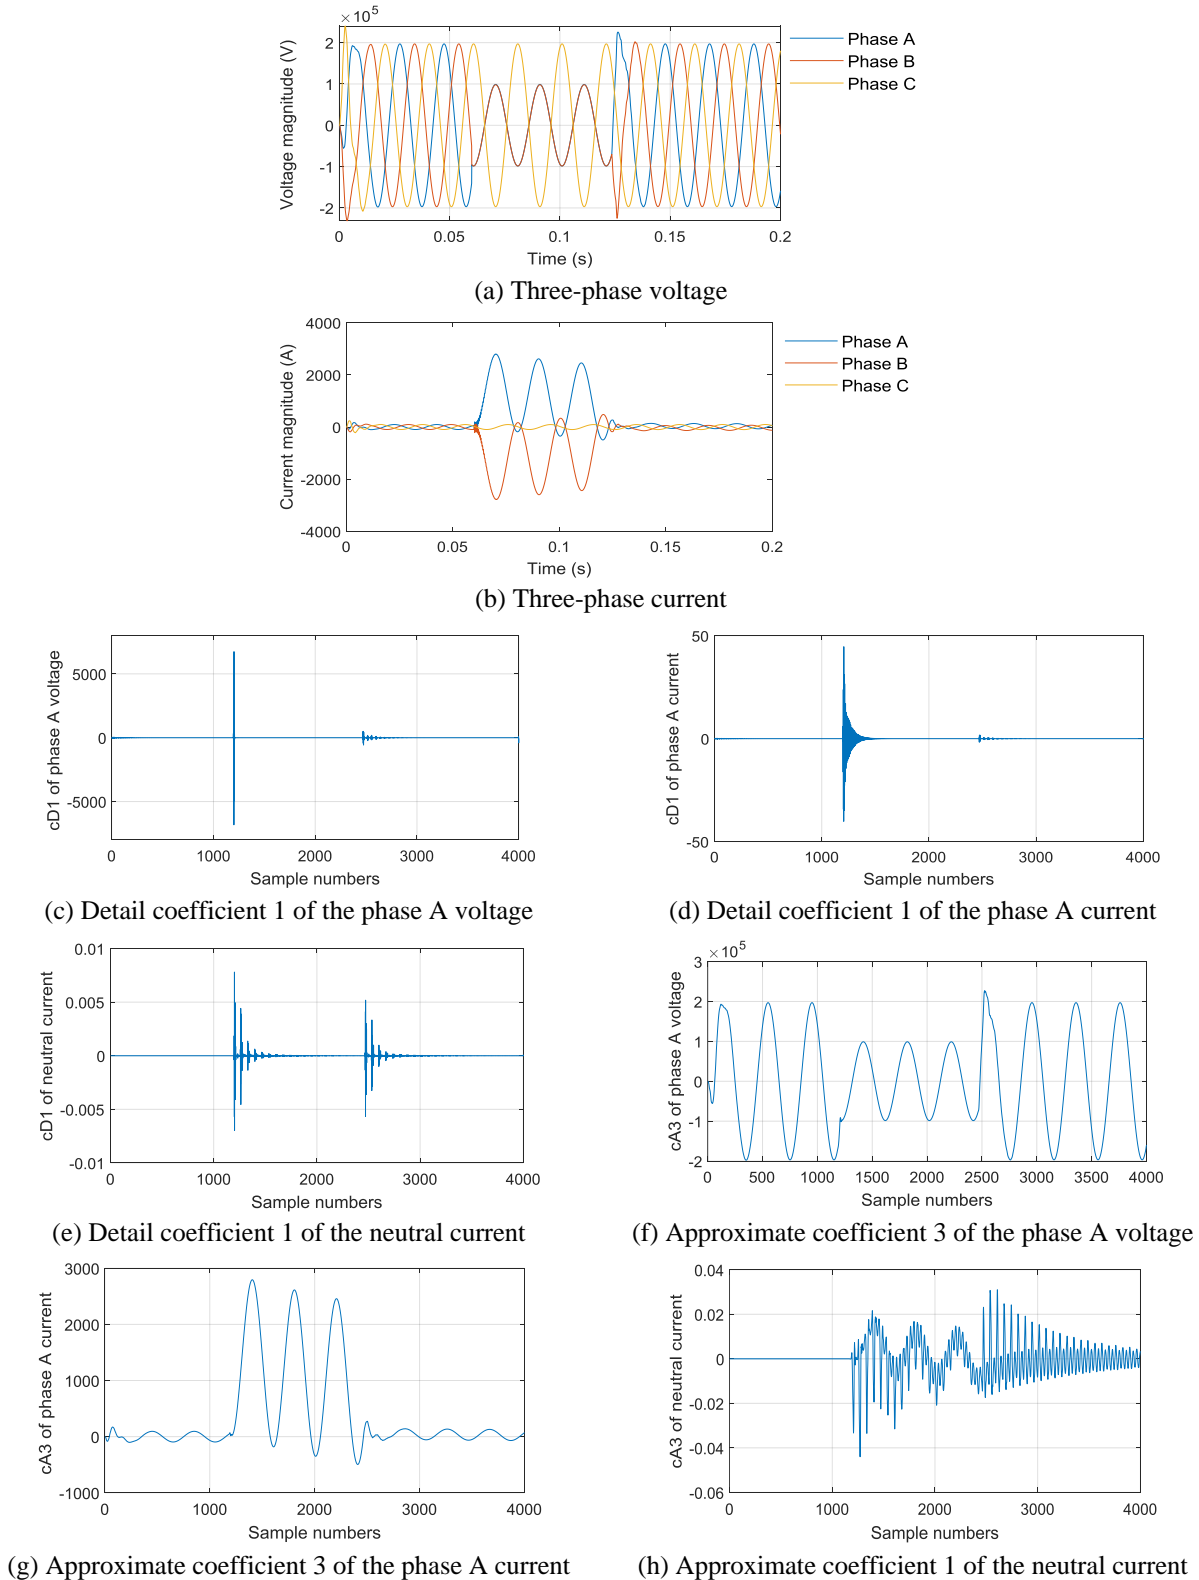 ×10⁵
Voltage magnitude (V)
2
1
0
-1
-2
0
0.05
0.1
0.15
0.2
Time (s)
Phase A
Phase B
Phase C
(a) Three-phase voltage
Current magnitude (A)
4000
2000
0
-2000
-4000
0
0.05
0.1
0.15
0.2
Time (s)
Phase A
Phase B
Phase C
(b) Three-phase current
cD1 of phase A voltage
5000
0
-5000
0
1000
2000
3000
4000
Sample numbers
(c) Detail coefficient 1 of the phase A voltage
cD1 of phase A current
50
0
-50
0
1000
2000
3000
4000
Sample numbers
(d) Detail coefficient 1 of the phase A current
cD1 of neutral current
0.01
0.005
0
-0.005
-0.01
0
1000
2000
3000
4000
Sample numbers
(e) Detail coefficient 1 of the neutral current
×10⁵
cA3 of phase A voltage
3
2
1
0
-1
-2
0
500
1000
1500
2000
2500
3000
3500
4000
Sample numbers
(f) Approximate coefficient 3 of the phase A voltage
cA3 of phase A current
3000
2000
1000
0
-1000
0
1000
2000
3000
4000
Sample numbers
(g) Approximate coefficient 3 of the phase A current
cA3 of neutral current
0.04
0.02
0
-0.02
-0.04
-0.06
0
1000
2000
3000
4000
Sample numbers
(h) Approximate coefficient 1 of the neutral current